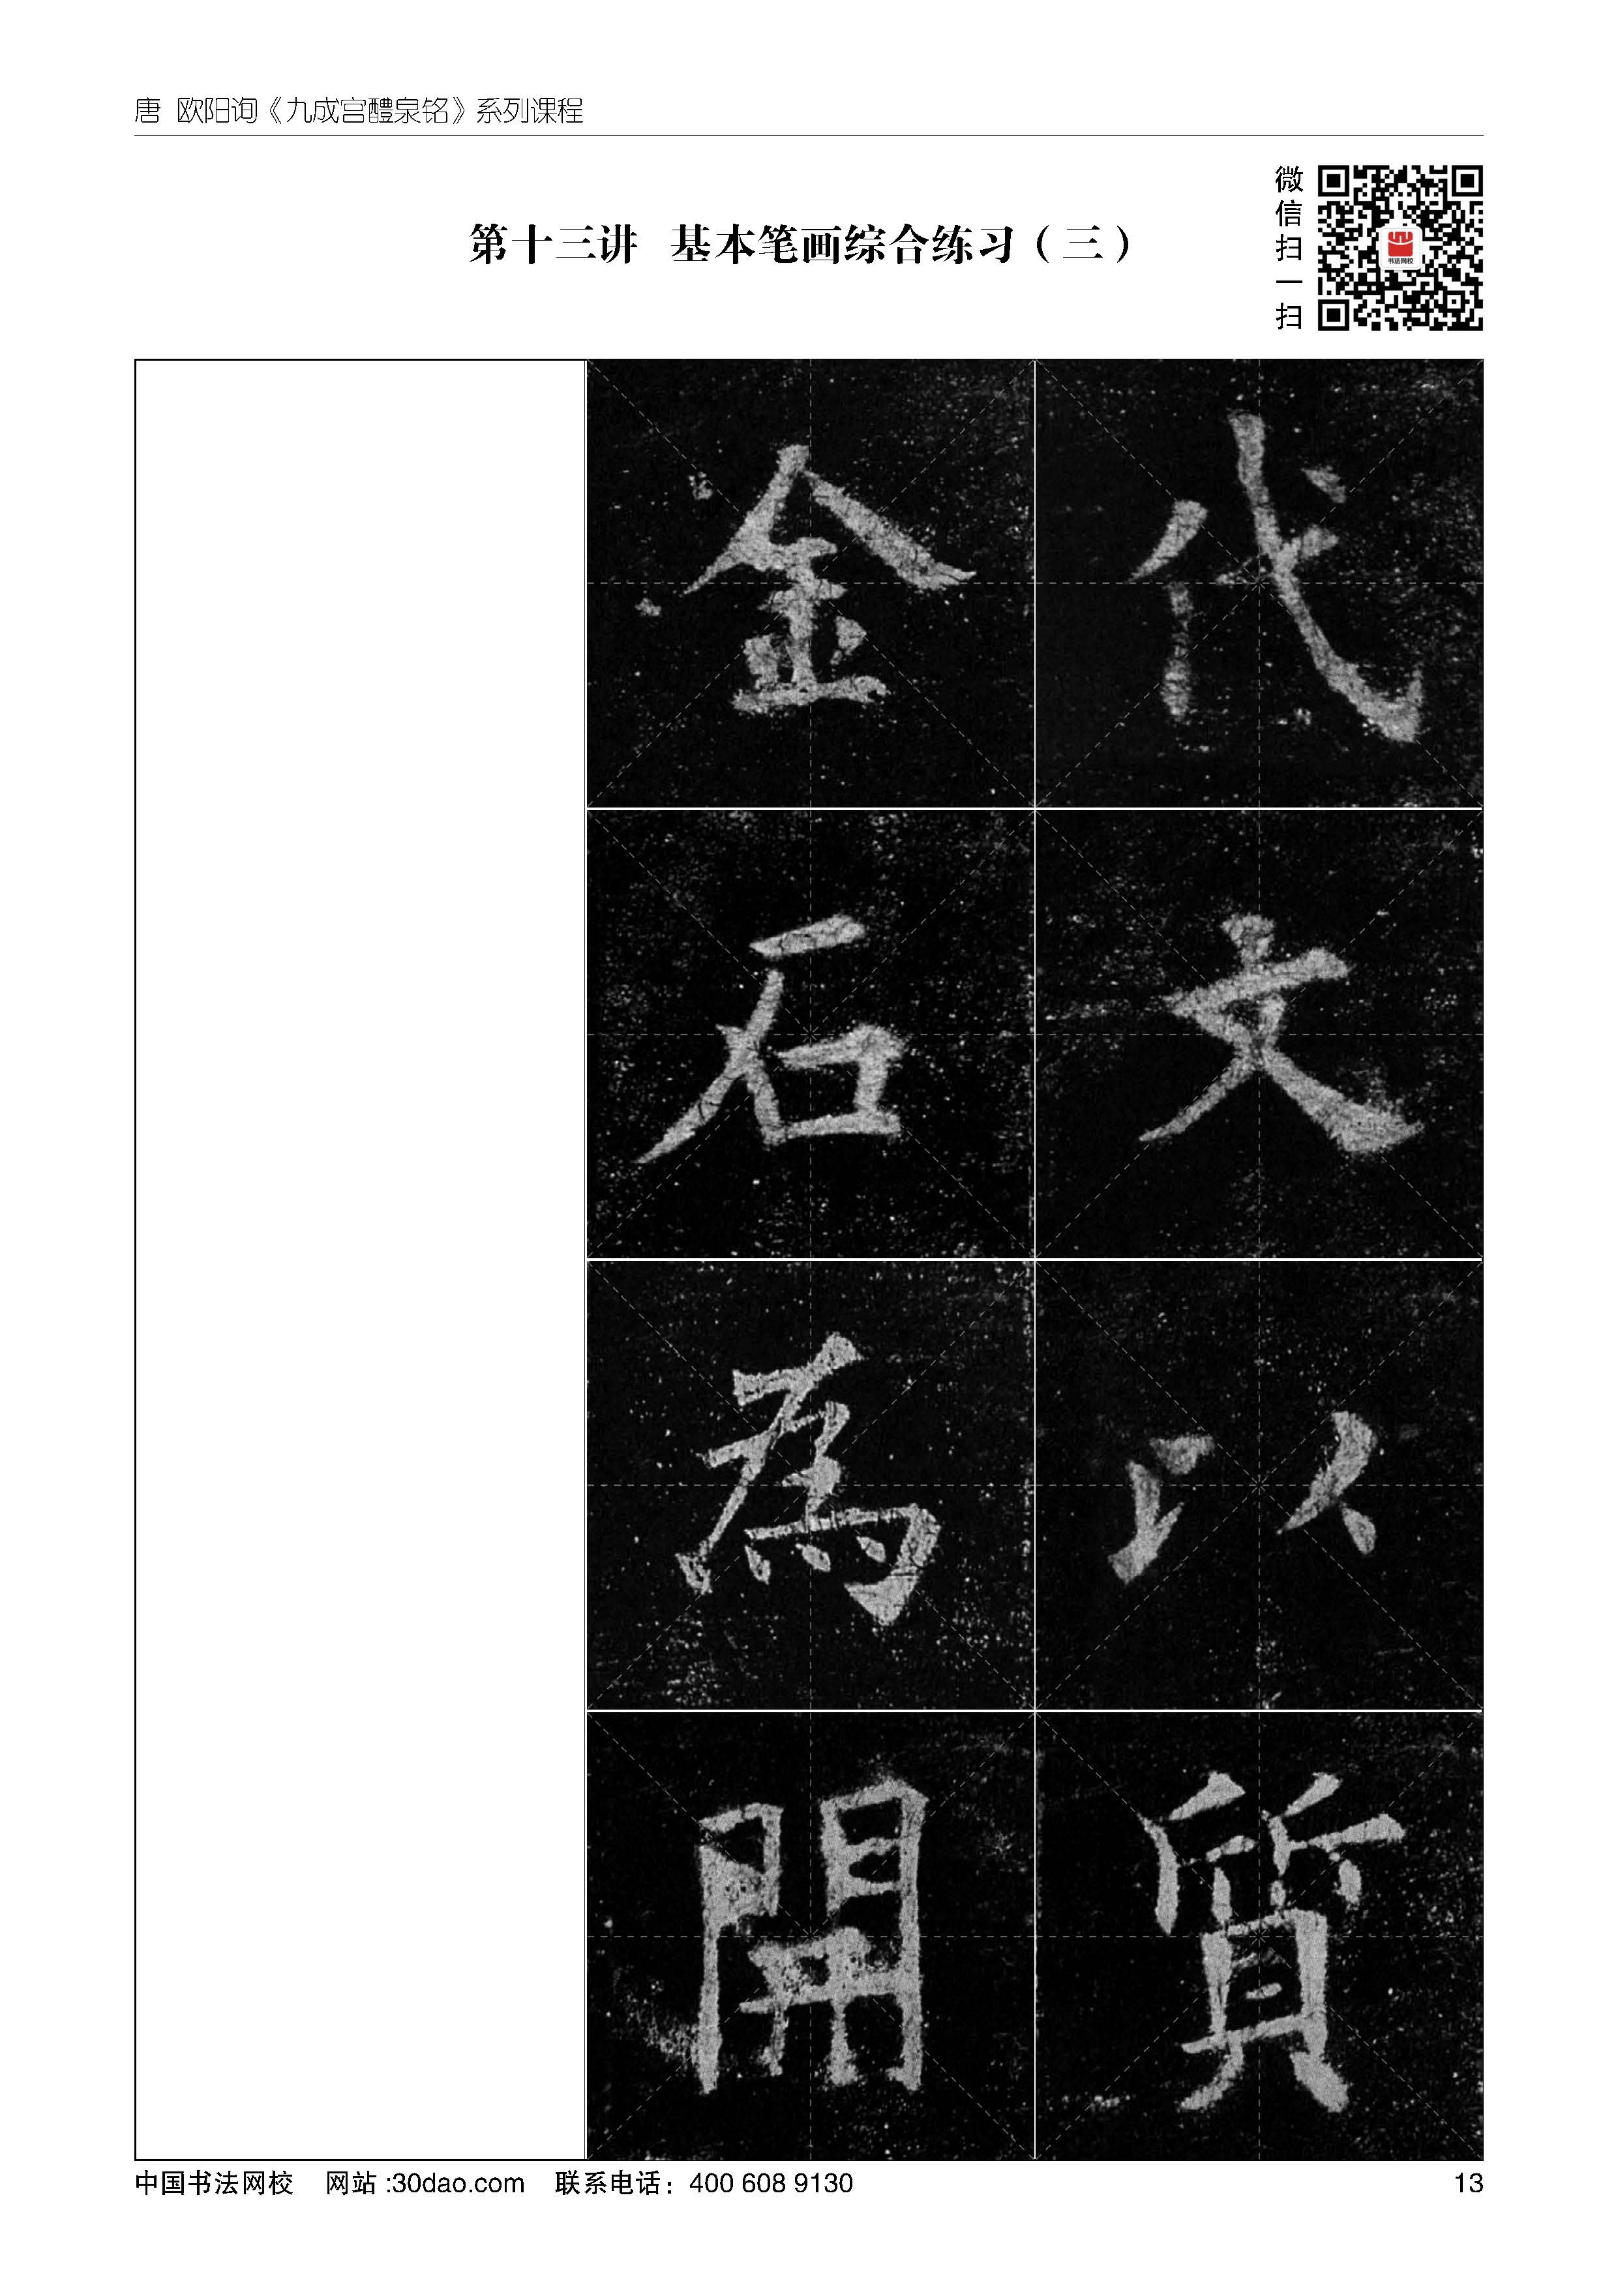 唐 欧阳询《九成宫醴泉铭》系列课程
第十三讲 基本笔画综合练习（三）
微信扫一扫
书法网校
代文以質
金石為開
中国书法网校 网站:30dao.com 联系电话：400 608 9130
13